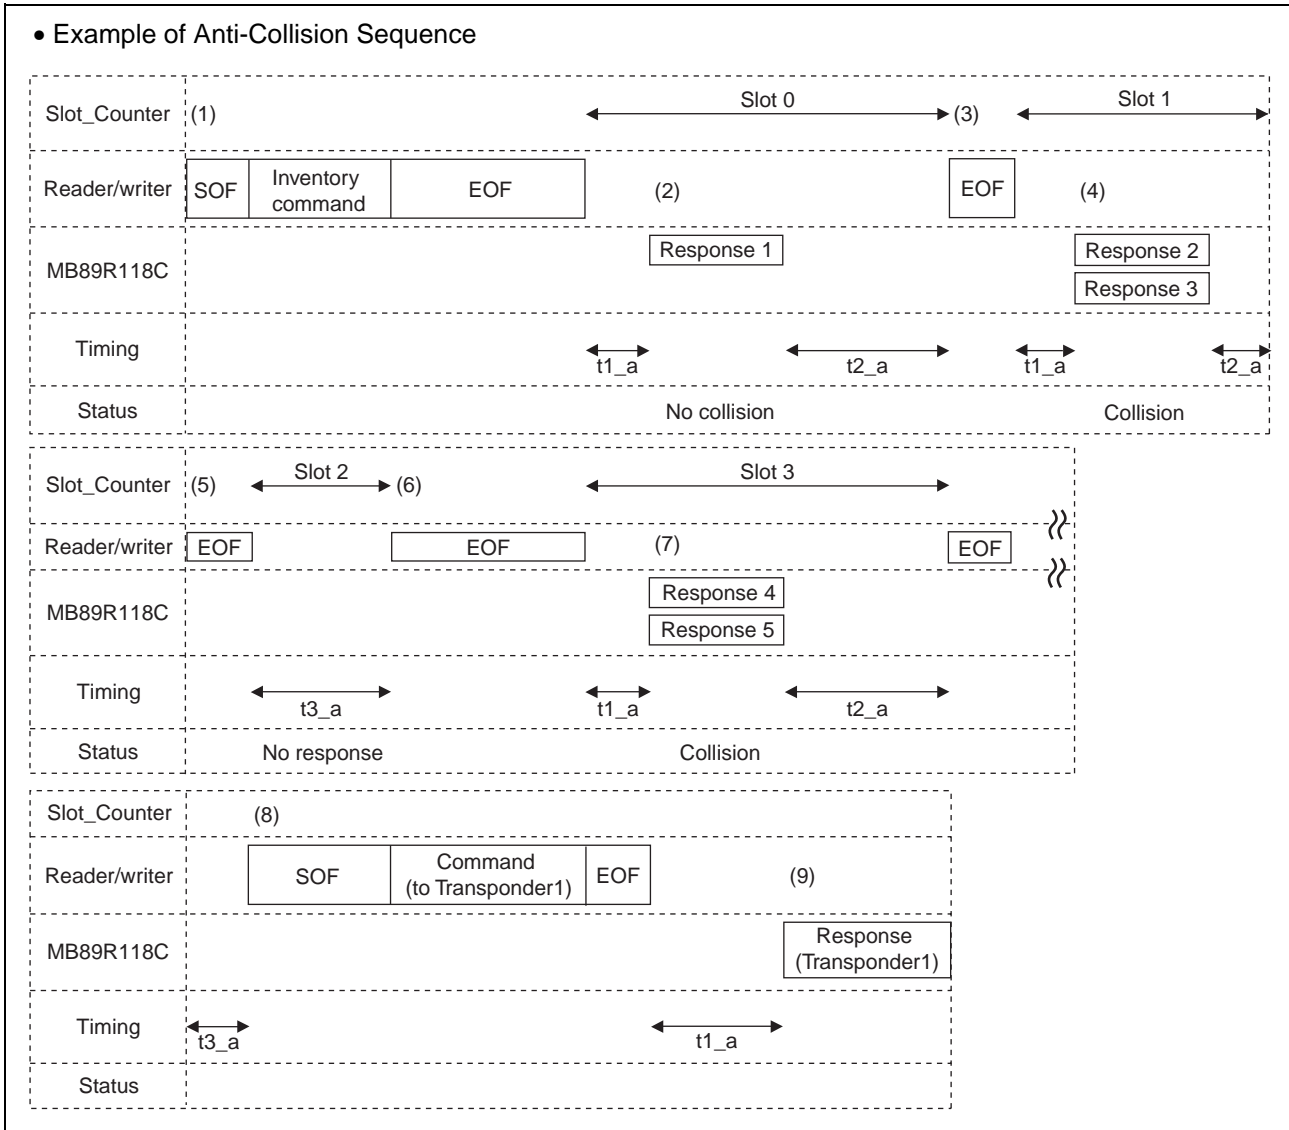 • Example of Anti-Collision Sequence
Slot_Counter (1) Slot 0 (3) Slot 1
Reader/writer SOF Inventory command EOF (2) EOF (4)
MB89R118C Response 1 Response 2
Response 3
Timing t1_a t2_a t1_a t2_a
Status No collision Collision
Slot_Counter (5) Slot 2 (6) Slot 3
Reader/writer EOF EOF (7) EOF
MB89R118C Response 4
Response 5
Timing t3_a t1_a t2_a
Status No response Collision
Slot_Counter (8)
Reader/writer SOF Command (to Transponder1) EOF (9)
MB89R118C Response (Transponder1)
Timing t3_a t1_a
Status